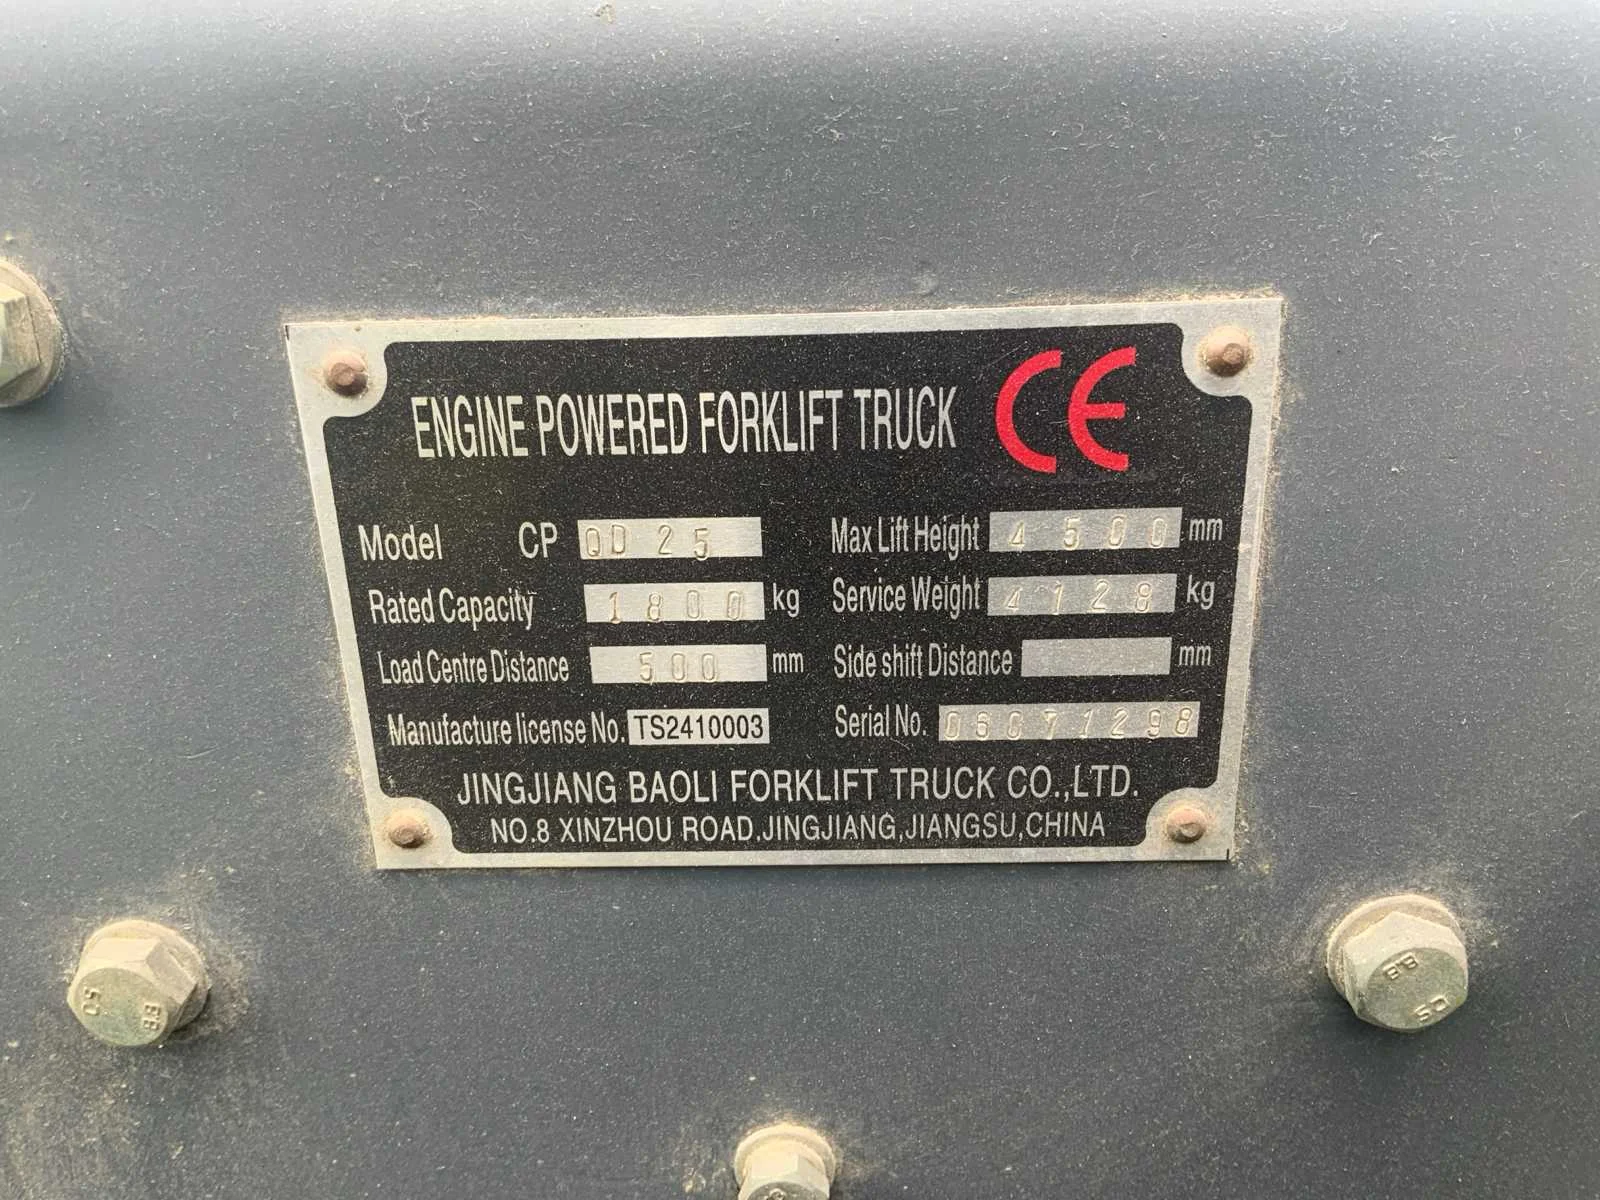 ENGINE POWERED FORKLIFT TRUCK CE
Model CP QD25
Max Lift Height 4500 mm
Rated Capacity 1800 kg
Service Weight 4128 kg
Load Centre Distance 500 mm
Side shift Distance mm
Manufacture license No. TS2410003
Serial No. 06071298
JINGJIANG BAOLI FORKLIFT TRUCK CO.,LTD.
NO.8 XINZHOU ROAD,JINGJIANG,JIANGSU,CHINA